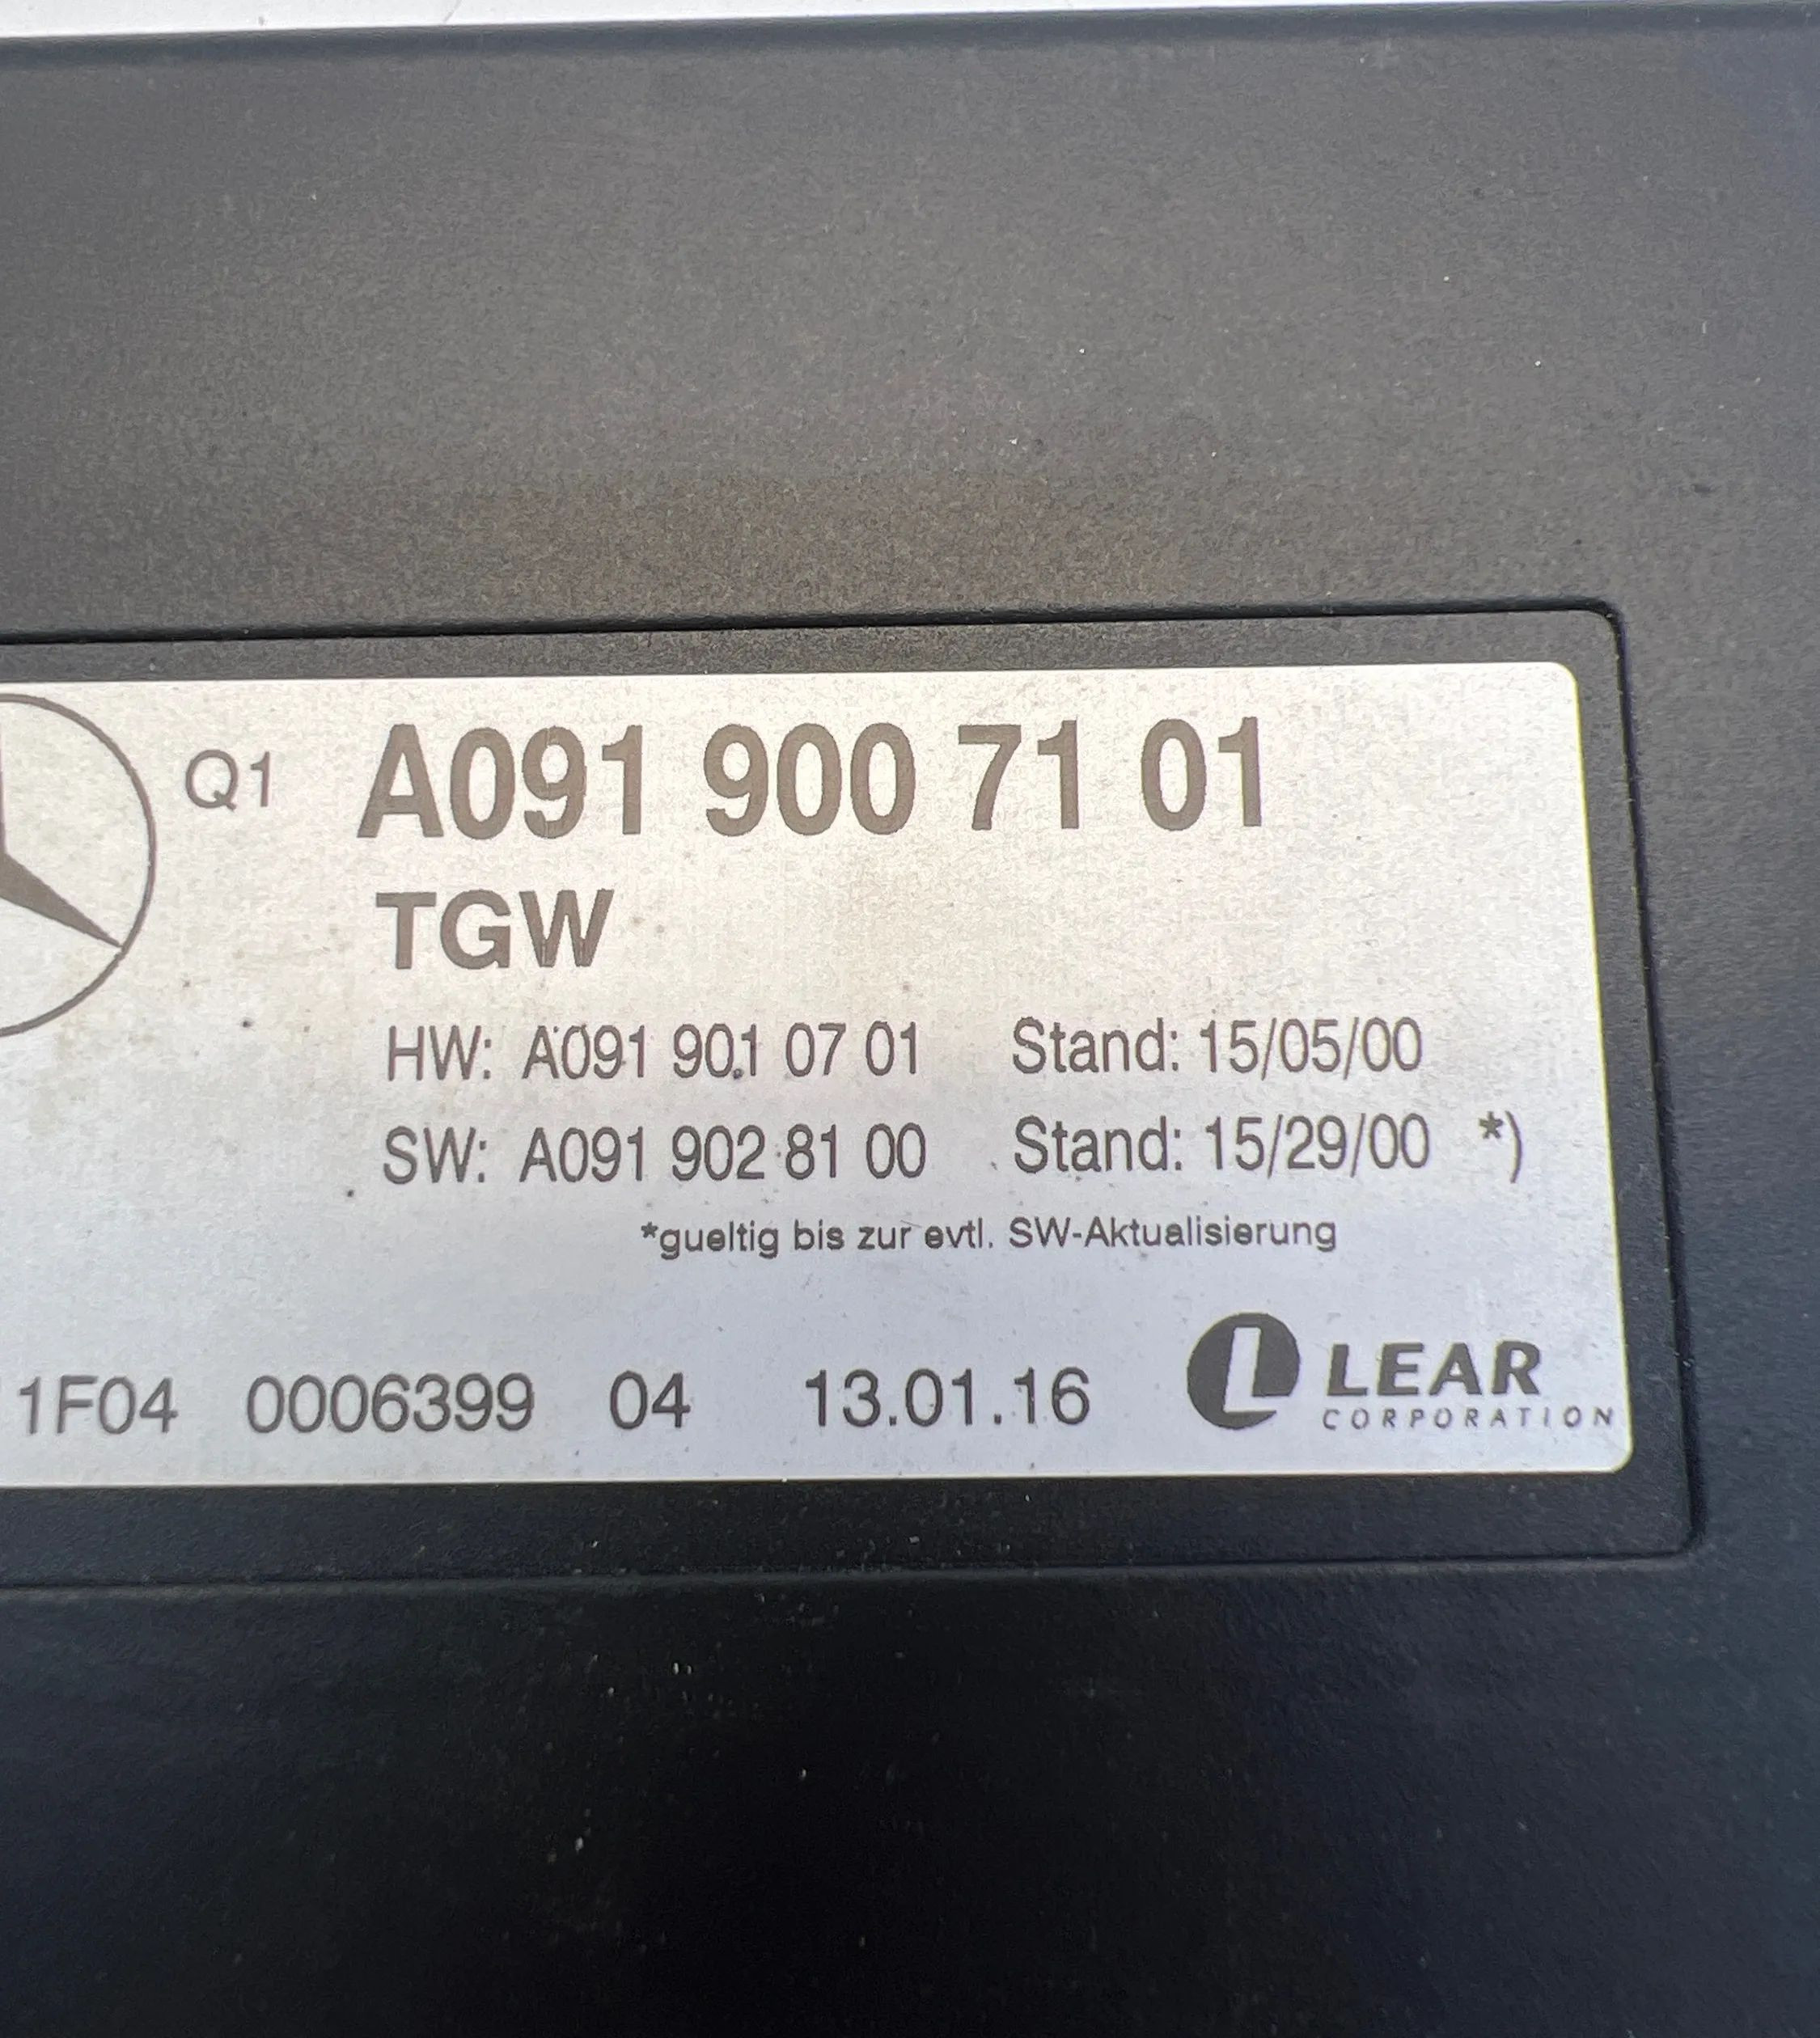 Q1 A091 900 71 01
TGW
HW: A091 901 07 01 Stand: 15/05/00
SW: A091 902 81 00 Stand: 15/29/00 *)
*gueltig bis zur evtl. SW-Aktualisierung
1F04 0006399 04 13.01.16
LEAR
CORPORATION